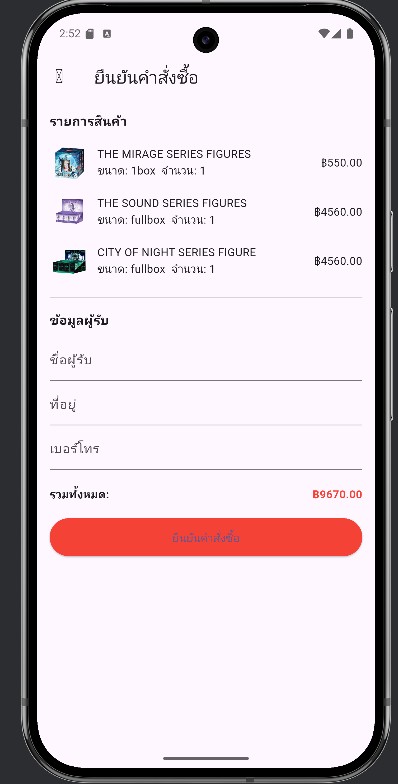 2:52
ยืนยันคำสั่งซื้อ
รายการสินค้า
THE MIRAGE SERIES FIGURES
ขนาด: 1box จำนวน: 1
฿550.00
THE SOUND SERIES FIGURES
ขนาด: fullbox จำนวน: 1
฿4560.00
CITY OF NIGHT SERIES FIGURE
ขนาด: fullbox จำนวน: 1
฿4560.00
ข้อมูลผู้รับ
ชื่อผู้รับ
ที่อยู่
เบอร์โทร
รวมทั้งหมด: ฿9670.00
ยืนยันคำสั่งซื้อ